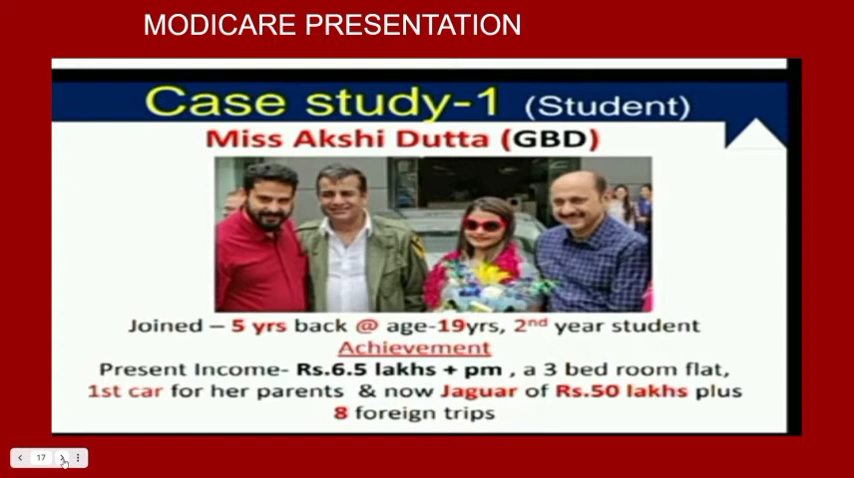 MODICARE PRESENTATION
Case study-1 (Student)
Miss Akshi Dutta (GBD)
Joined – 5 yrs back @ age-19yrs, 2nd year student
Achievement
Present Income- Rs.6.5 lakhs + pm , a 3 bed room flat,
1st car for her parents & now Jaguar of Rs.50 lakhs plus
8 foreign trips
17